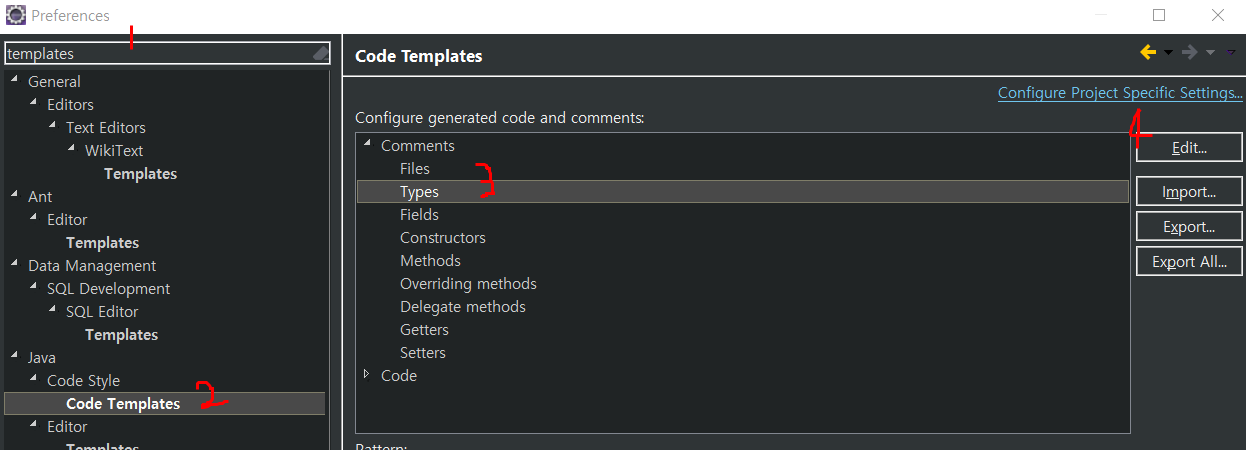 Preferences
1
templates
General
Editors
Text Editors
WikiText
Templates
Ant
Editor
Templates
Data Management
SQL Development
SQL Editor
Templates
Java
Code Style
Code Templates
2
Editor
Templates
Code Templates
Configure Project Specific Settings...
Configure generated code and comments:
4
Comments
Files
3
Types
Fields
Constructors
Methods
Overriding methods
Delegate methods
Getters
Setters
Code
Edit...
Import...
Export...
Export All...
Pattern: